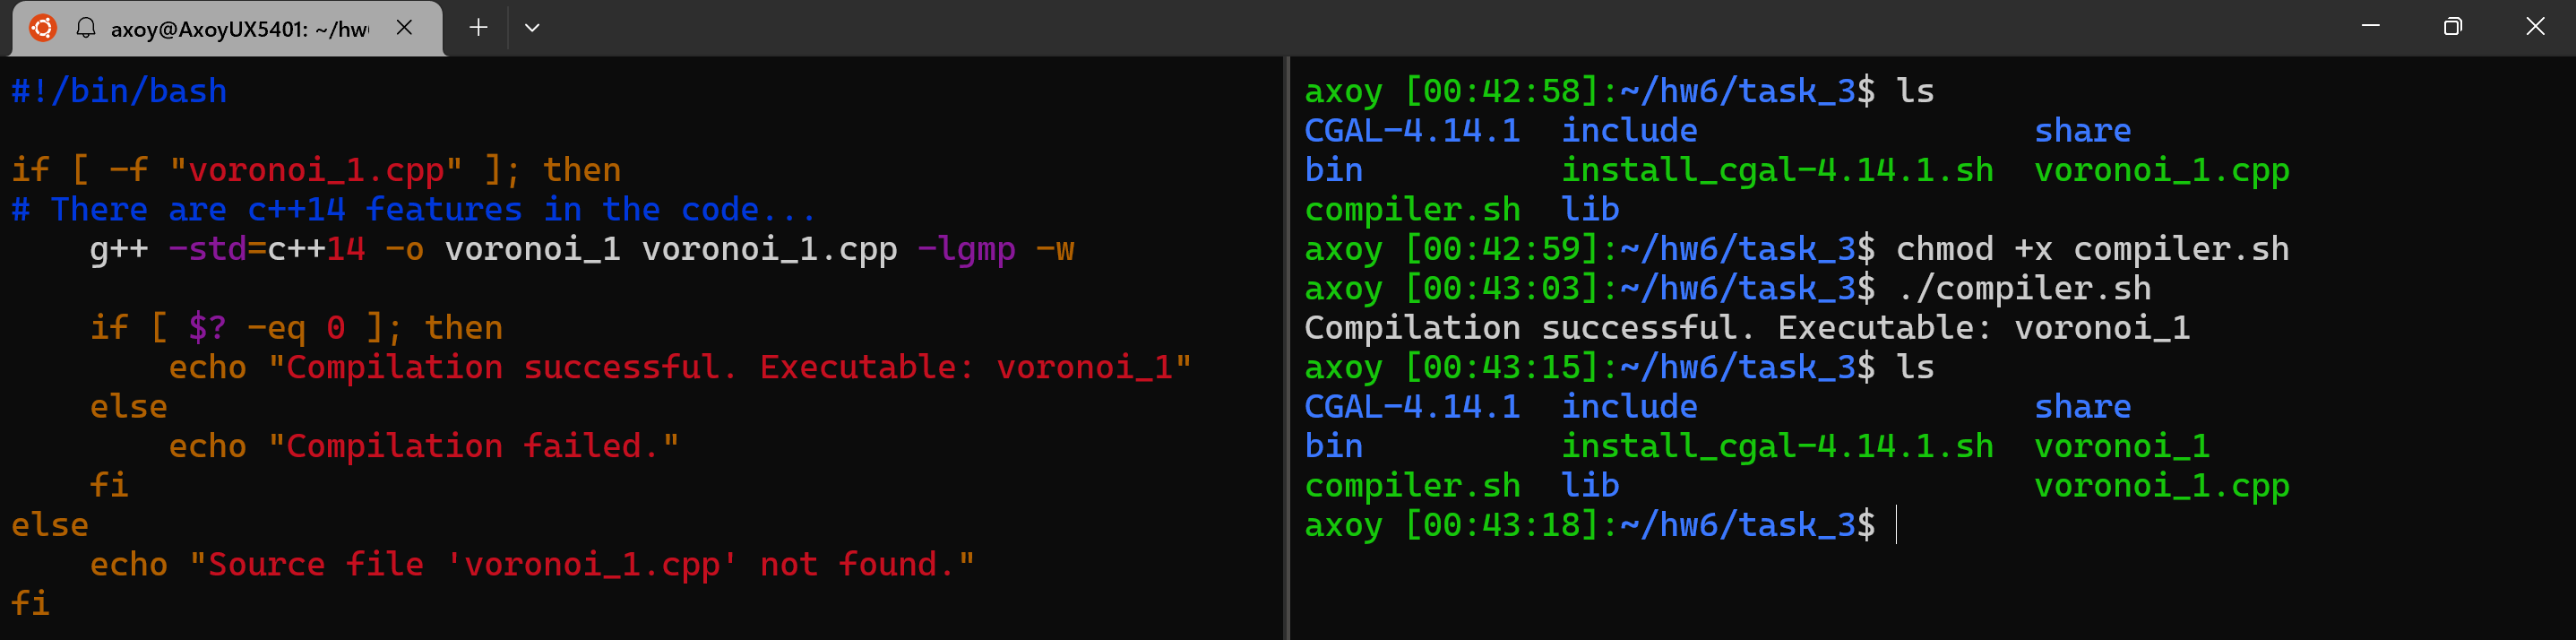 axoy@AxoyUX5401: ~/hw
#!/bin/bash
if [ -f "voronoi_1.cpp" ]; then
# There are c++14 features in the code...
    g++ -std=c++14 -o voronoi_1 voronoi_1.cpp -lgmp -w
    if [ $? -eq 0 ]; then
        echo "Compilation successful. Executable: voronoi_1"
    else
        echo "Compilation failed."
    fi
else
    echo "Source file 'voronoi_1.cpp' not found."
fi
axoy [00:42:58]:~/hw6/task_3$ ls
CGAL-4.14.1  include                 share
bin          install_cgal-4.14.1.sh  voronoi_1.cpp
compiler.sh  lib
axoy [00:42:59]:~/hw6/task_3$ chmod +x compiler.sh
axoy [00:43:03]:~/hw6/task_3$ ./compiler.sh
Compilation successful. Executable: voronoi_1
axoy [00:43:15]:~/hw6/task_3$ ls
CGAL-4.14.1  include                 share
bin          install_cgal-4.14.1.sh  voronoi_1
compiler.sh  lib                     voronoi_1.cpp
axoy [00:43:18]:~/hw6/task_3$